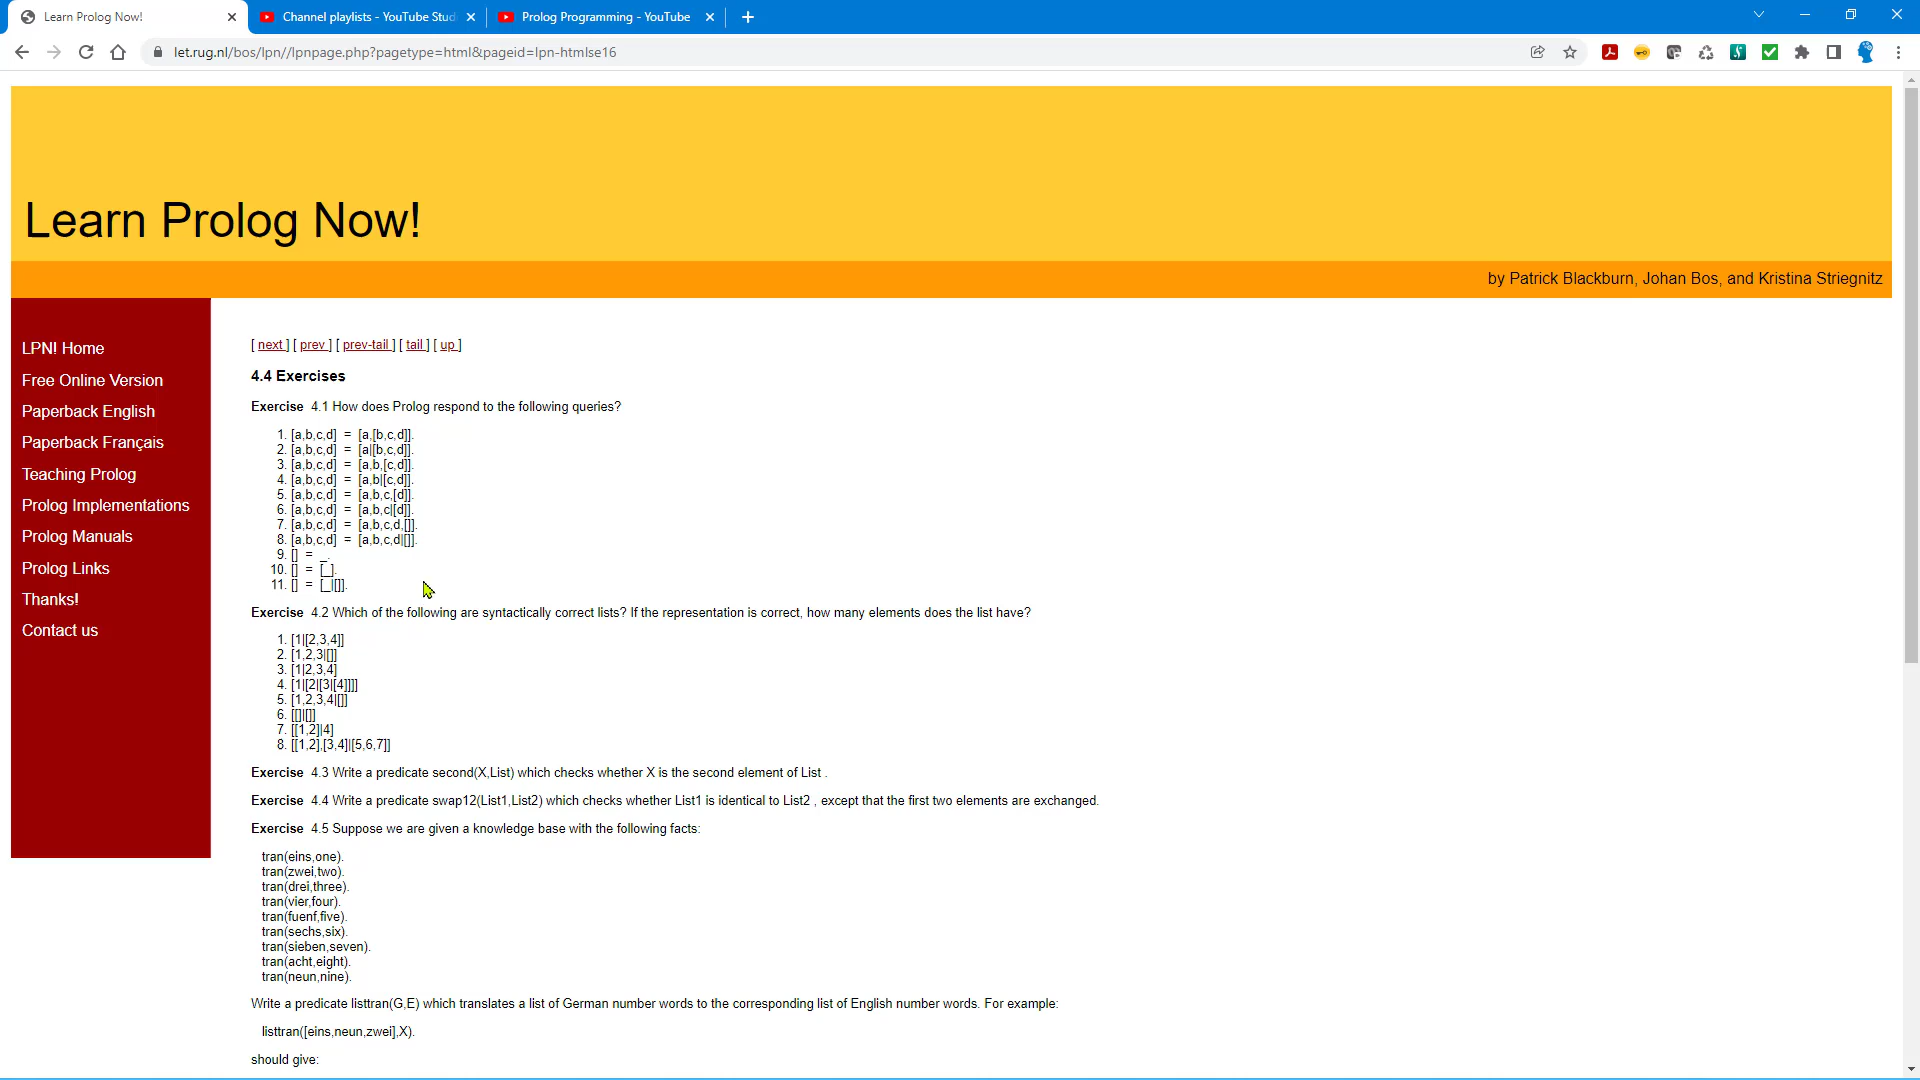 Learn Prolog Now!
Channel playlists - YouTube Stud
Prolog Programming - YouTube
let.rug.nl/bos/lpn//lpnpage.php?pagetype=html&pageid=lpn-htmlse16
Learn Prolog Now!
by Patrick Blackburn, Johan Bos, and Kristina Striegnitz
LPN! Home
Free Online Version
Paperback English
Paperback Français
Teaching Prolog
Prolog Implementations
Prolog Manuals
Prolog Links
Thanks!
Contact us
[ next ] [ prev ] [ prev-tail ] [ tail ] [ up ]
4.4 Exercises
Exercise 4.1 How does Prolog respond to the following queries?
1. [a,b,c,d] = [a,[b,c,d]].
2. [a,b,c,d] = [a|[b,c,d]].
3. [a,b,c,d] = [a,b,[c,d]].
4. [a,b,c,d] = [a,b|[c,d]].
5. [a,b,c,d] = [a,b,c,[d]].
6. [a,b,c,d] = [a,b,c|[d]].
7. [a,b,c,d] = [a,b,c,d,[]].
8. [a,b,c,d] = [a,b,c,d|[]].
9. [] = _.
10. [] = [_].
11. [] = [_|[]].
Exercise 4.2 Which of the following are syntactically correct lists? If the representation is correct, how many elements does the list have?
1. [1|[2,3,4]]
2. [1,2,3|[]]
3. [1|2,3,4]
4. [1|[2|[3|[4]]]]
5. [1,2,3,4|[]]
6. [[]|[]]
7. [[1,2]|4]
8. [[1,2],[3,4]|[5,6,7]]
Exercise 4.3 Write a predicate second(X,List) which checks whether X is the second element of List .
Exercise 4.4 Write a predicate swap12(List1,List2) which checks whether List1 is identical to List2 , except that the first two elements are exchanged.
Exercise 4.5 Suppose we are given a knowledge base with the following facts:
tran(eins,one).
tran(zwei,two).
tran(drei,three).
tran(vier,four).
tran(fuenf,five).
tran(sechs,six).
tran(sieben,seven).
tran(acht,eight).
tran(neun,nine).
Write a predicate listtran(G,E) which translates a list of German number words to the corresponding list of English number words. For example:
listtran([eins,neun,zwei],X).
should give: